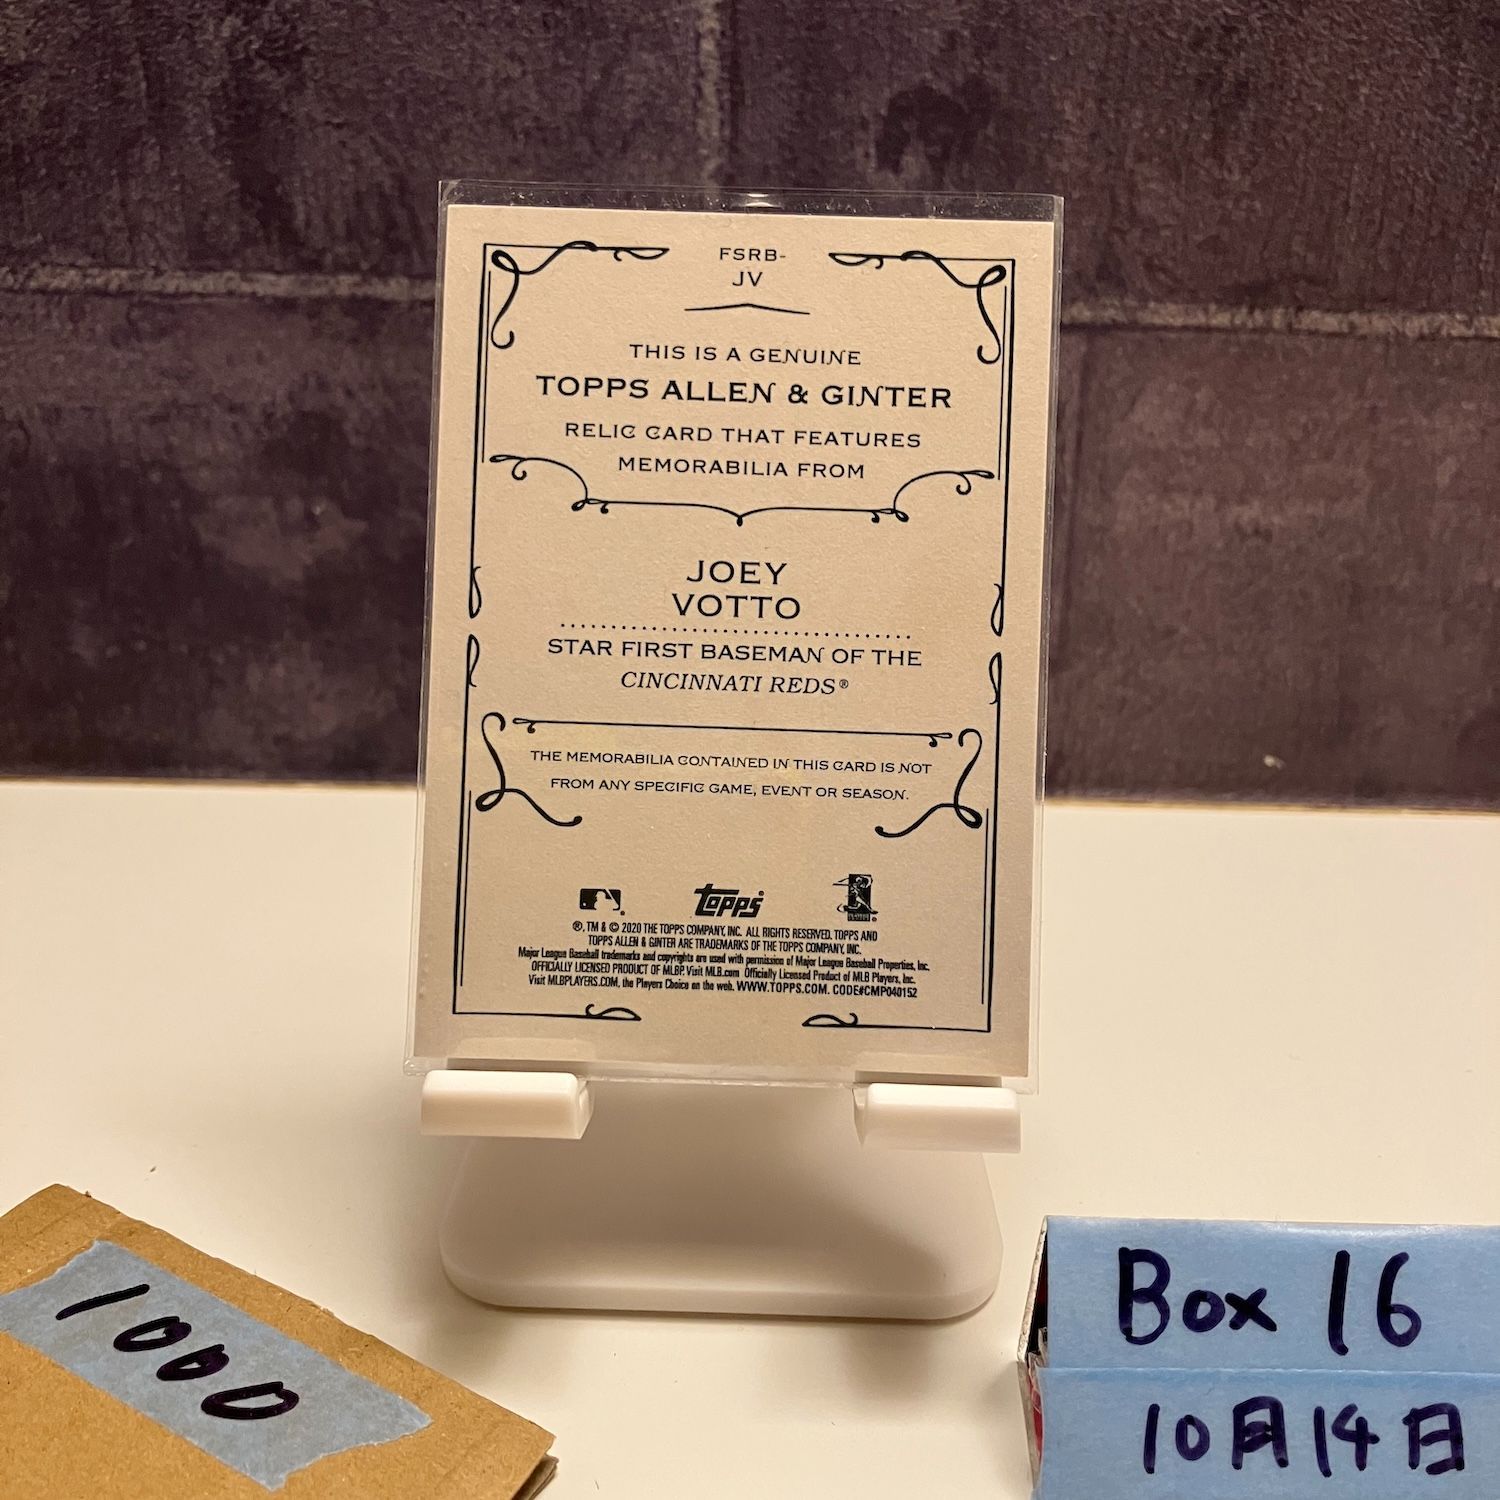 FSRB-
JV
THIS IS A GENUINE
TOPPS ALLEN & GINTER
RELIC CARD THAT FEATURES
MEMORABILIA FROM
JOEY
VOTTO
STAR FIRST BASEMAN OF THE
CINCINNATI REDS®
THE MEMORABILIA CONTAINED IN THIS CARD IS NOT
FROM ANY SPECIFIC GAME, EVENT OR SEASON.
TOPPS
®, TM & © 2020 THE TOPPS COMPANY, INC. ALL RIGHTS RESERVED. TOPPS AND
TOPPS ALLEN & GINTER ARE TRADEMARKS OF THE TOPPS COMPANY, INC.
Major League Baseball trademarks and copyrights are used with permission of Major League Baseball Properties, Inc.
OFFICIALLY LICENSED PRODUCT OF MLBP. Visit MLB.com Officially Licensed Product of MLB Players, Inc.
Visit MLBPLAYERS.COM, the Players Choice on the web. WWW.TOPPS.COM. CODE#CMP040152
1000
Box 16
10月14日